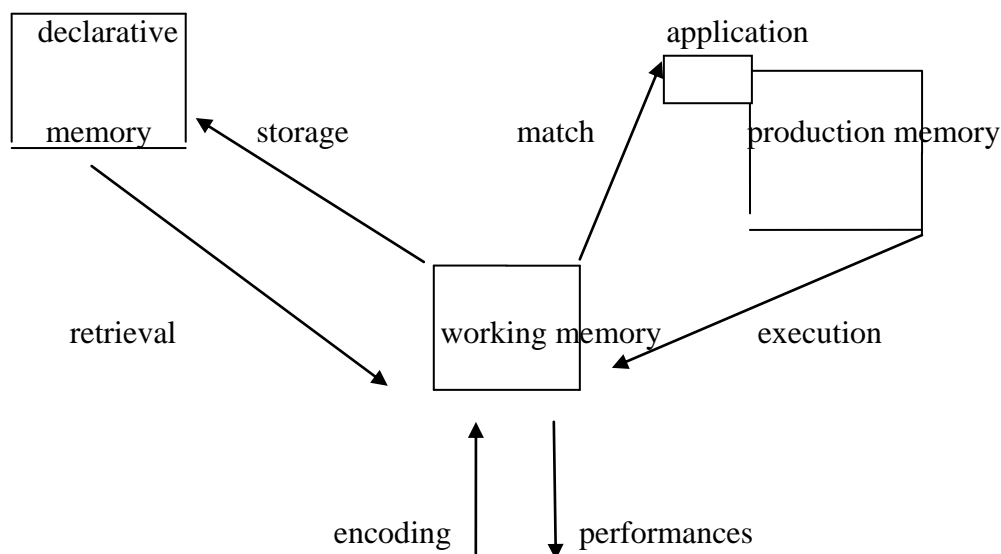 declarative
application
memory
storage
match
production memory
retrieval
working memory
execution
encoding
performances